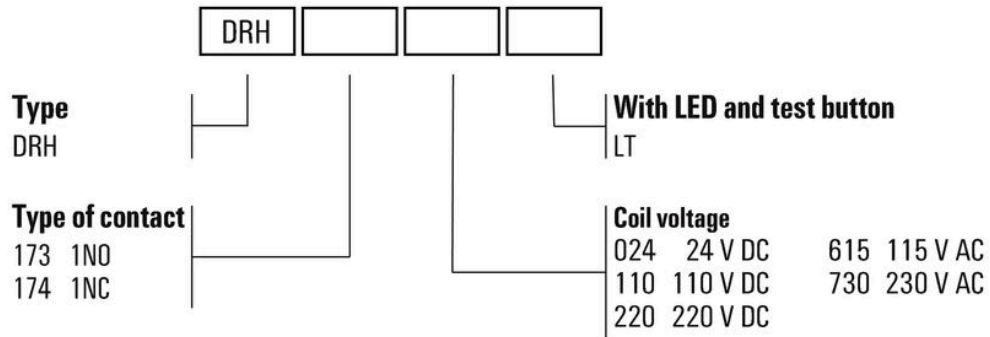 DRH
Type
DRH
With LED and test button
LT
Type of contact
173 1NO
174 1NC
Coil voltage
024 24 V DC 615 115 V AC
110 110 V DC 730 230 V AC
220 220 V DC